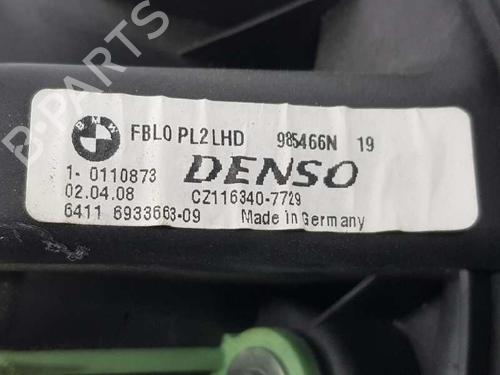 BMW
FBL0 PL2 LHD 985466N 19
1- 0110873 DENSO
02.04.08 CZ116340-7729
6411 6933663-09 Made in Germany
B-PARTS